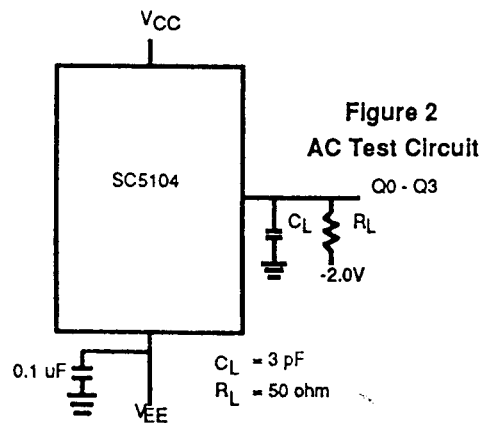 VCC
Figure 2
AC Test Circuit
SC5104
Q0 - Q3
CL
RL
-2.0V
0.1 uF
CL = 3 pF
RL = 50 ohm
VEE